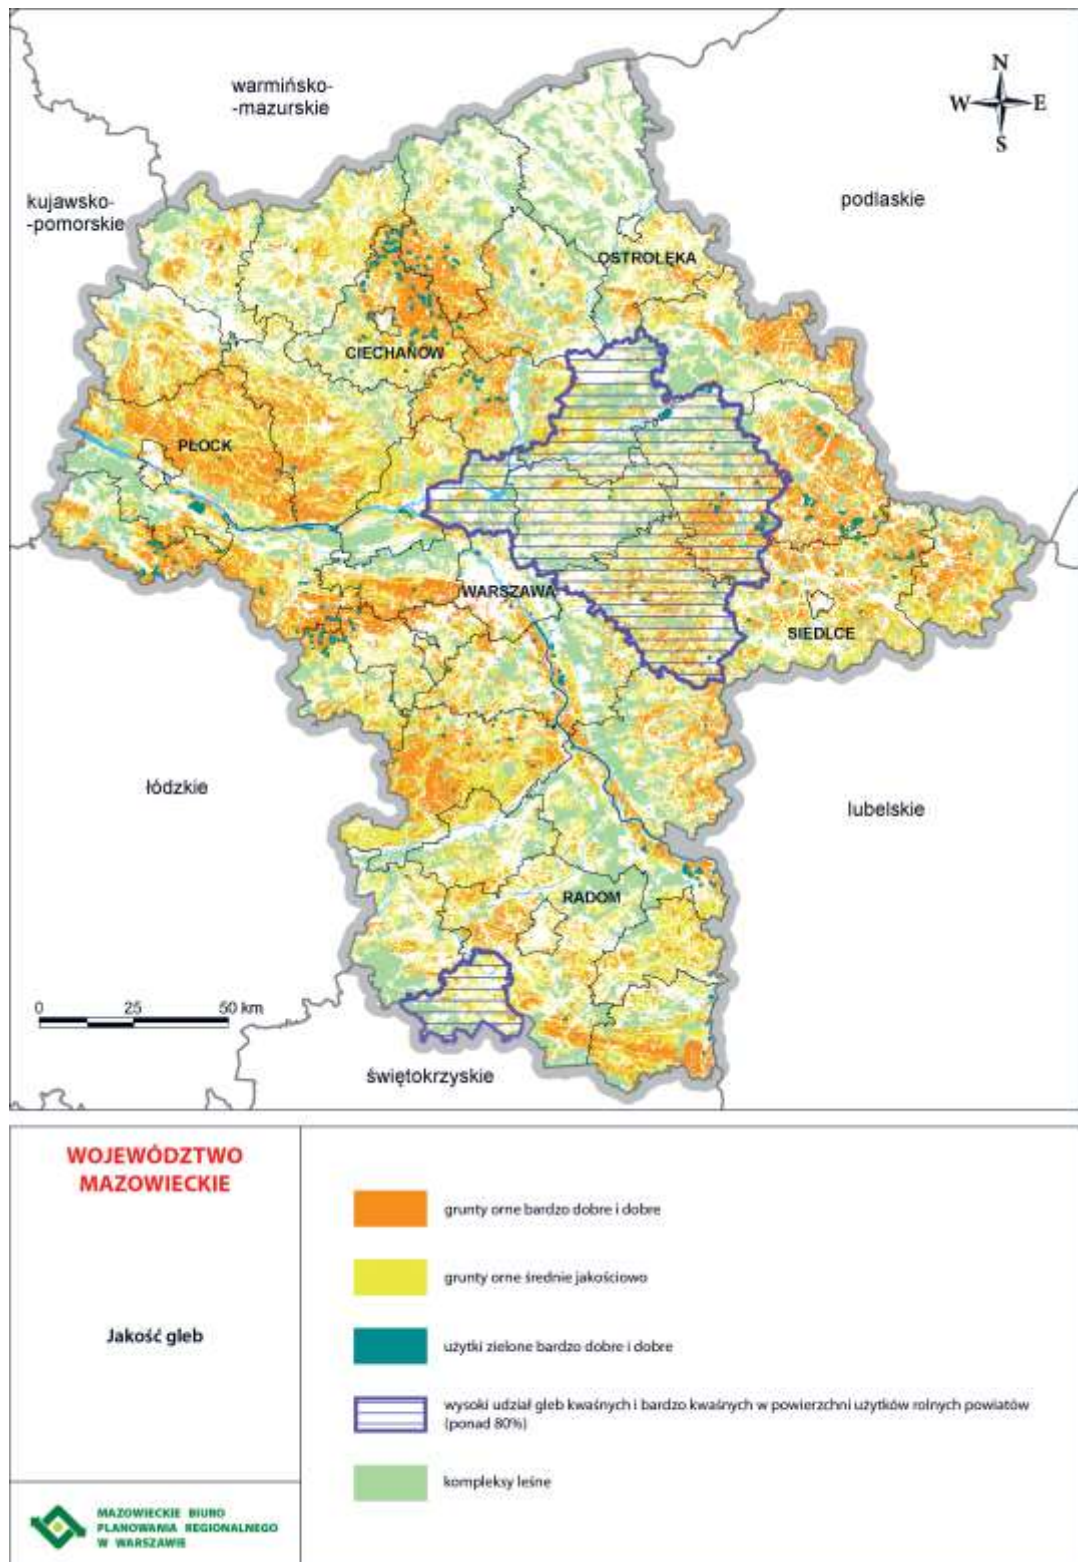 warmińsko-
-mazurskie
N
W E
S
kujawsko-
-pomorskie
podlaskie
OSTROŁĘKA
CIECHANÓW
PŁOCK
WARSZAWA
SIEDLCE
łódzkie
lubelskie
RADOM
0 25 50 km
świętokrzyskie
WOJEWÓDZTWO
MAZOWIECKIE
Jakość gleb
MAZOWIECKIE BIURO
PLANOWANIA REGIONALNEGO
W WARSZAWIE
grunty orne bardzo dobre i dobre
grunty orne średnie jakościowo
użytki zielone bardzo dobre i dobre
wysoki udział gleb kwaśnych i bardzo kwaśnych w powierzchni użytków rolnych powiatów
(ponad 80%)
kompleksy leśne